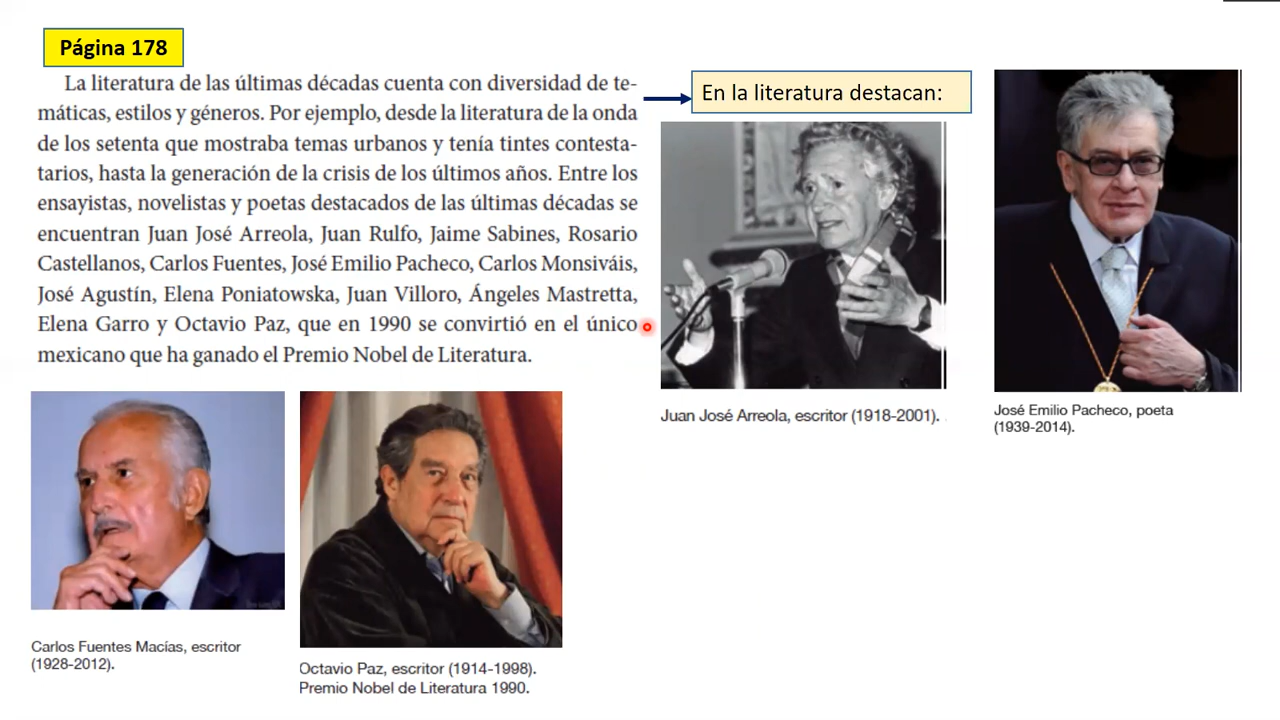 Página 178
La literatura de las últimas décadas cuenta con diversidad de te-
máticas, estilos y géneros. Por ejemplo, desde la literatura de la onda
de los setenta que mostraba temas urbanos y tenía tintes contesta-
tarios, hasta la generación de la crisis de los últimos años. Entre los
ensayistas, novelistas y poetas destacados de las últimas décadas se
encuentran Juan José Arreola, Juan Rulfo, Jaime Sabines, Rosario
Castellanos, Carlos Fuentes, José Emilio Pacheco, Carlos Monsiváis,
José Agustín, Elena Poniatowska, Juan Villoro, Ángeles Mastretta,
Elena Garro y Octavio Paz, que en 1990 se convirtió en el único
mexicano que ha ganado el Premio Nobel de Literatura.
En la literatura destacan:
Juan José Arreola, escritor (1918-2001).
José Emilio Pacheco, poeta
(1939-2014).
Carlos Fuentes Macías, escritor
(1928-2012).
Octavio Paz, escritor (1914-1998).
Premio Nobel de Literatura 1990.